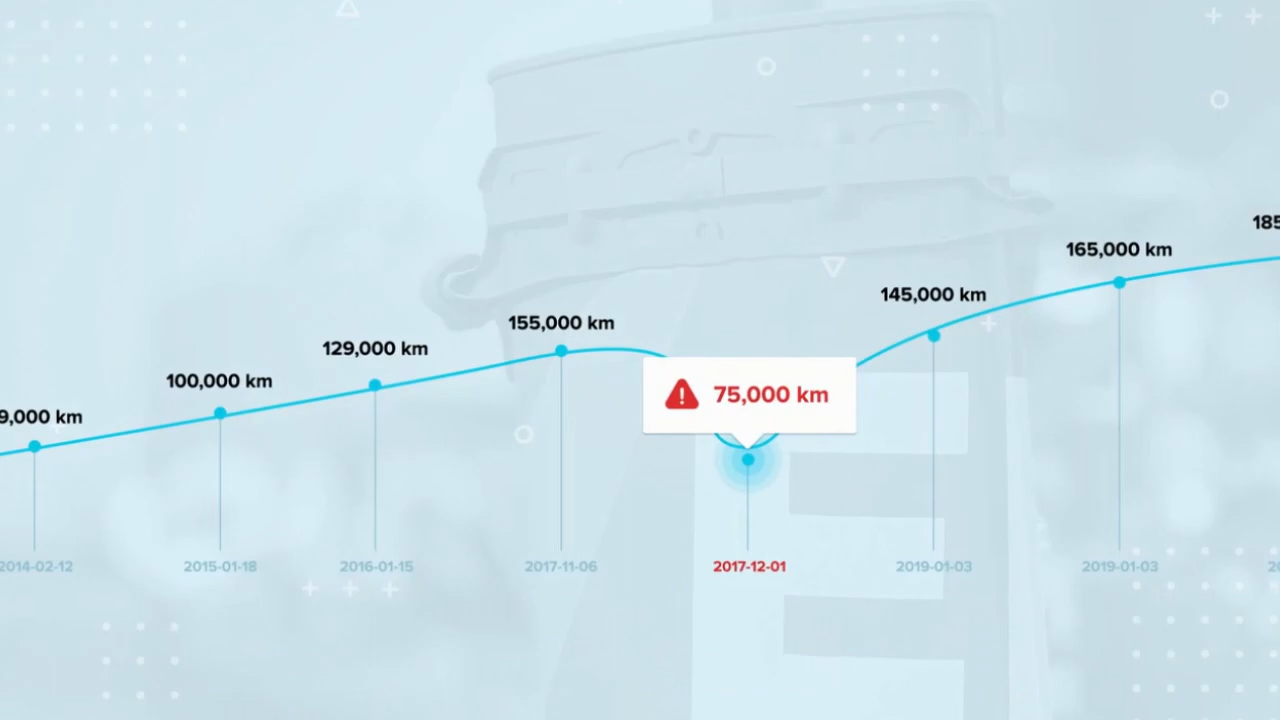 185
165,000 km
145,000 km
155,000 km
129,000 km
100,000 km
9,000 km
75,000 km
2014-02-12
2015-01-18
2016-01-15
2017-11-06
2017-12-01
2019-01-03
2019-01-03
20